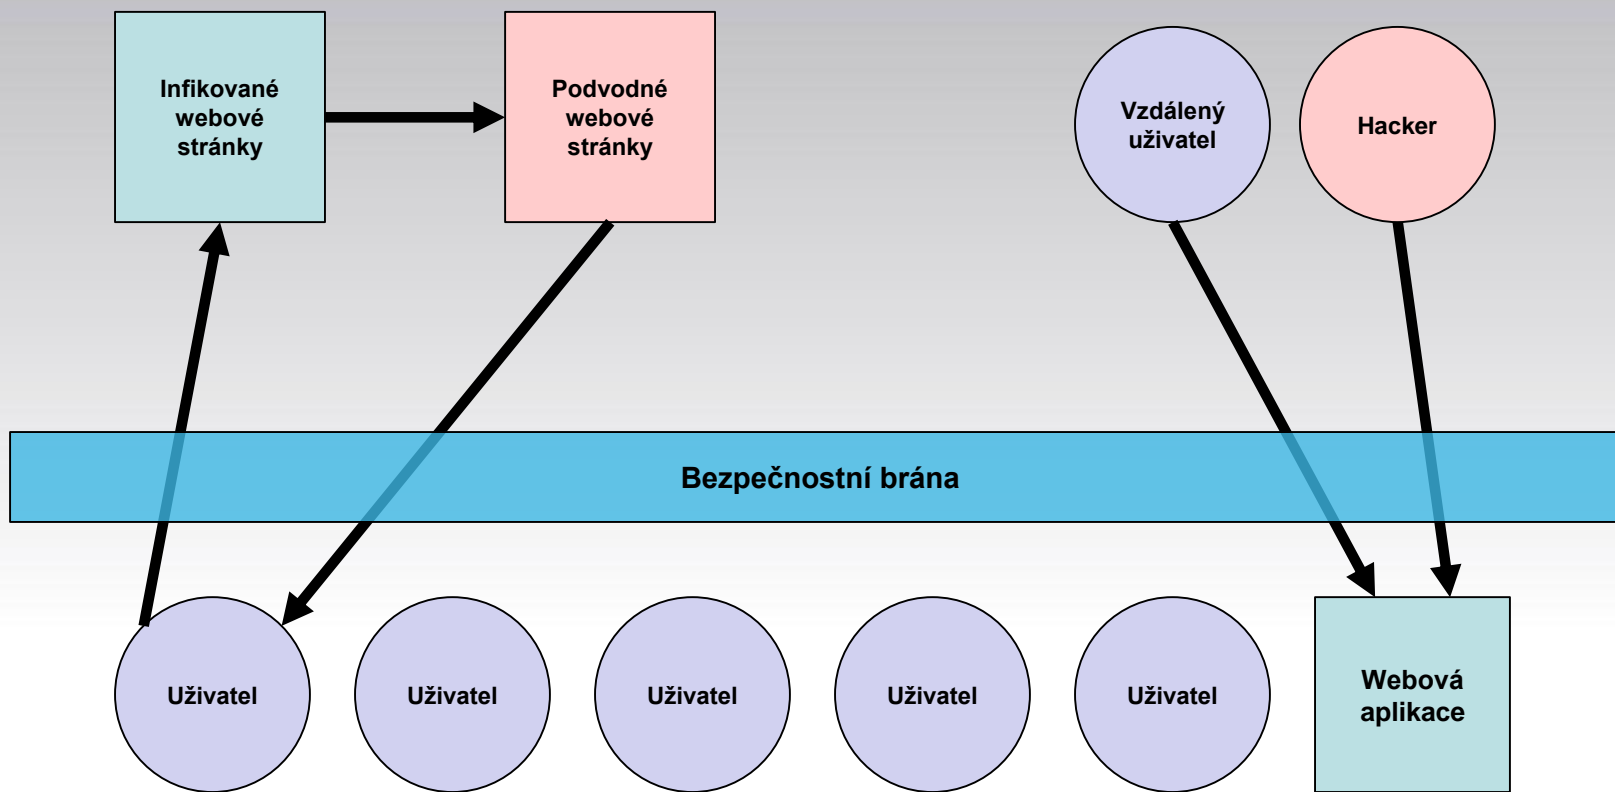 Infikované
webové
stránky
Podvodné
webové
stránky
Vzdálený
uživatel
Hacker
Bezpečnostní brána
Uživatel
Uživatel
Uživatel
Uživatel
Uživatel
Webová
aplikace